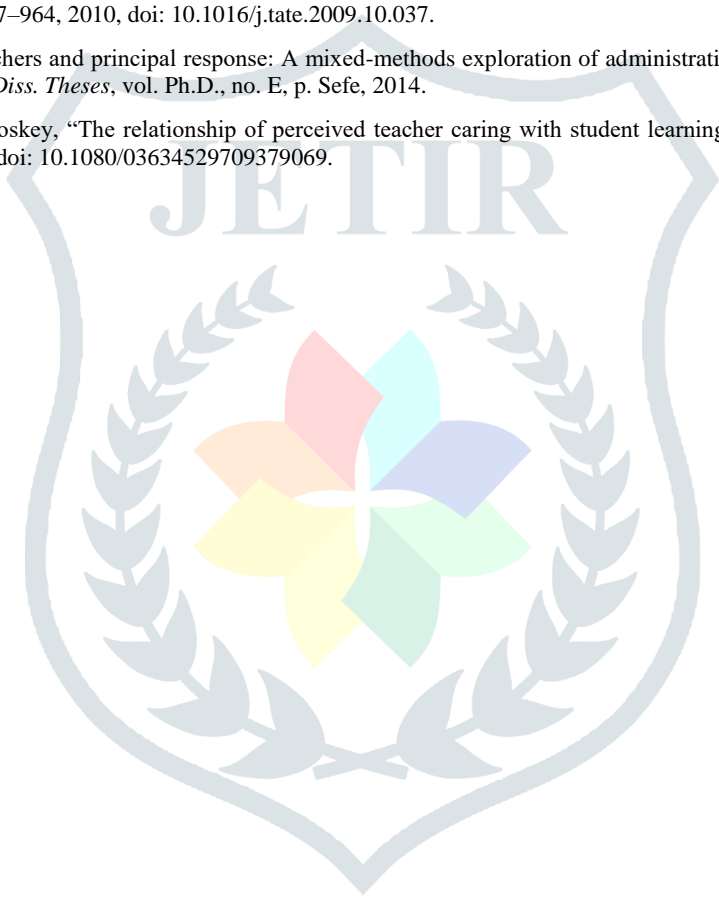 7–964, 2010, doi: 10.1016/j.tate.2009.10.037.
chers and principal response: A mixed-methods exploration of administrati
Diss. Theses, vol. Ph.D., no. E, p. Sefe, 2014.
oskey, “The relationship of perceived teacher caring with student learning
doi: 10.1080/03634529709379069.
JETIR